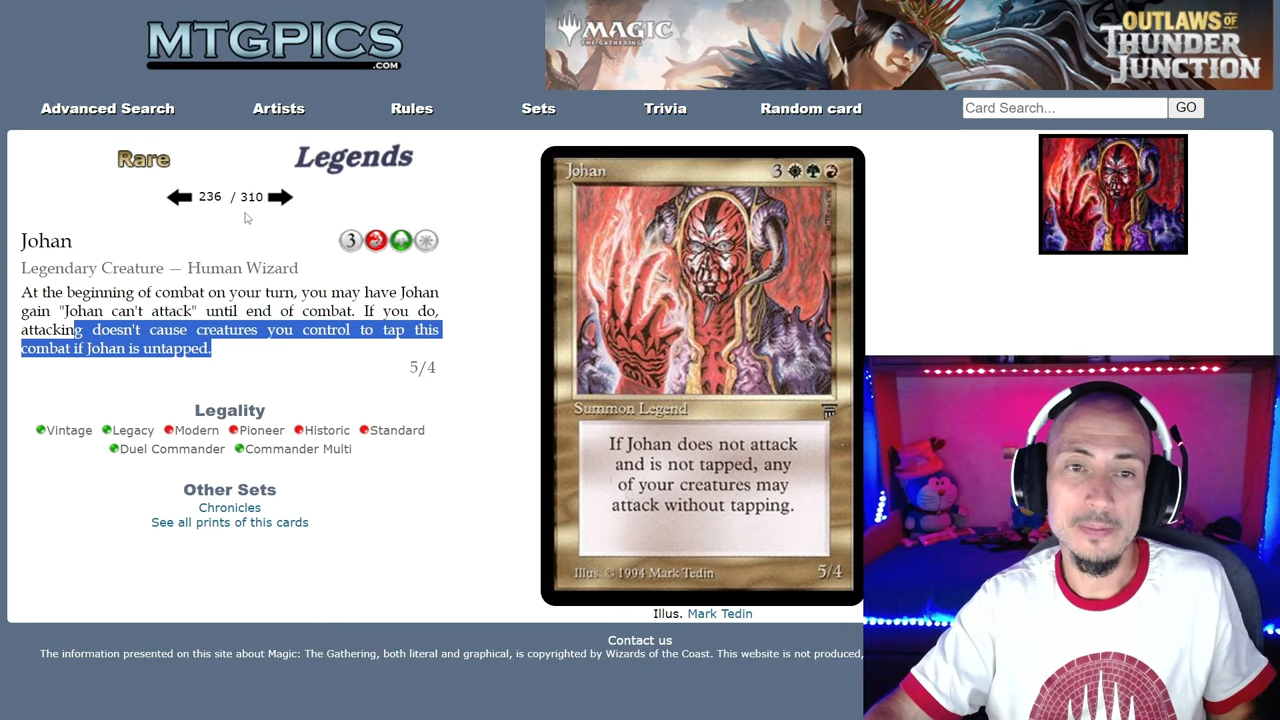 MTGPICS
.COM
MAGIC
THE GATHERING
OUTLAWS OF
THUNDER
JUNCTION
Advanced Search
Artists
Rules
Sets
Trivia
Random card
Card Search...
GO
Rare
Legends
236 / 310
Johan
3
Legendary Creature — Human Wizard
At the beginning of combat on your turn, you may have Johan
gain "Johan can't attack" until end of combat. If you do,
attacking doesn't cause creatures you control to tap this
combat if Johan is untapped.
5/4
Legality
Vintage Legacy Modern Pioneer Historic Standard
Duel Commander Commander Multi
Other Sets
Chronicles
See all prints of this cards
Johan
3
Summon Legend
If Johan does not attack
and is not tapped, any
of your creatures may
attack without tapping.
Illus. © 1994 Mark Tedin
5/4
Illus. Mark Tedin
Contact us
The information presented on this site about Magic: The Gathering, both literal and graphical, is copyrighted by Wizards of the Coast. This website is not produced,